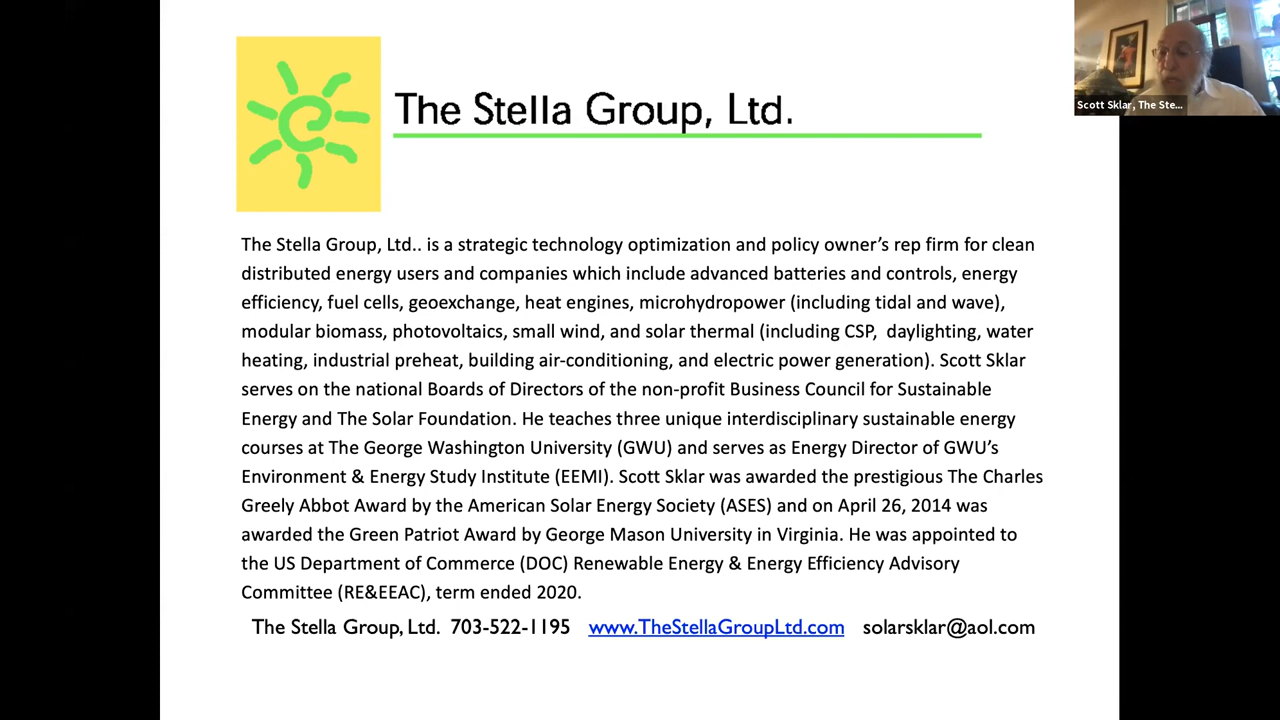 Scott Sklar, The Ste...
The Stella Group, Ltd.
The Stella Group, Ltd.. is a strategic technology optimization and policy owner's rep firm for clean
distributed energy users and companies which include advanced batteries and controls, energy
efficiency, fuel cells, geoexchange, heat engines, microhydropower (including tidal and wave),
modular biomass, photovoltaics, small wind, and solar thermal (including CSP, daylighting, water
heating, industrial preheat, building air-conditioning, and electric power generation). Scott Sklar
serves on the national Boards of Directors of the non-profit Business Council for Sustainable
Energy and The Solar Foundation. He teaches three unique interdisciplinary sustainable energy
courses at The George Washington University (GWU) and serves as Energy Director of GWU's
Environment & Energy Study Institute (EEMI). Scott Sklar was awarded the prestigious The Charles
Greely Abbot Award by the American Solar Energy Society (ASES) and on April 26, 2014 was
awarded the Green Patriot Award by George Mason University in Virginia. He was appointed to
the US Department of Commerce (DOC) Renewable Energy & Energy Efficiency Advisory
Committee (RE&EEAC), term ended 2020.
The Stella Group, Ltd. 703-522-1195 www.TheStellaGroupLtd.com solarsklar@aol.com